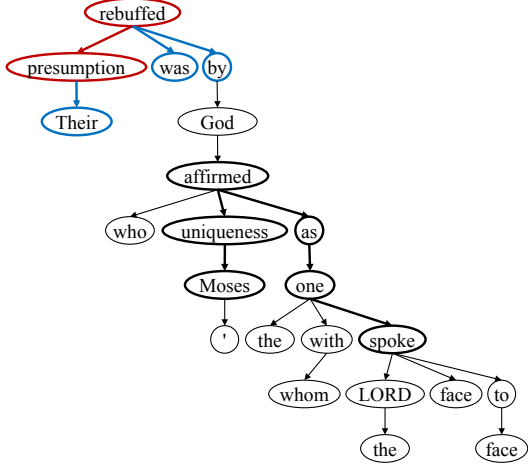 rebuffed
presumption was by
Their God
affirmed
who uniqueness as
Moses one
' the with spoke
whom LORD face to
the face